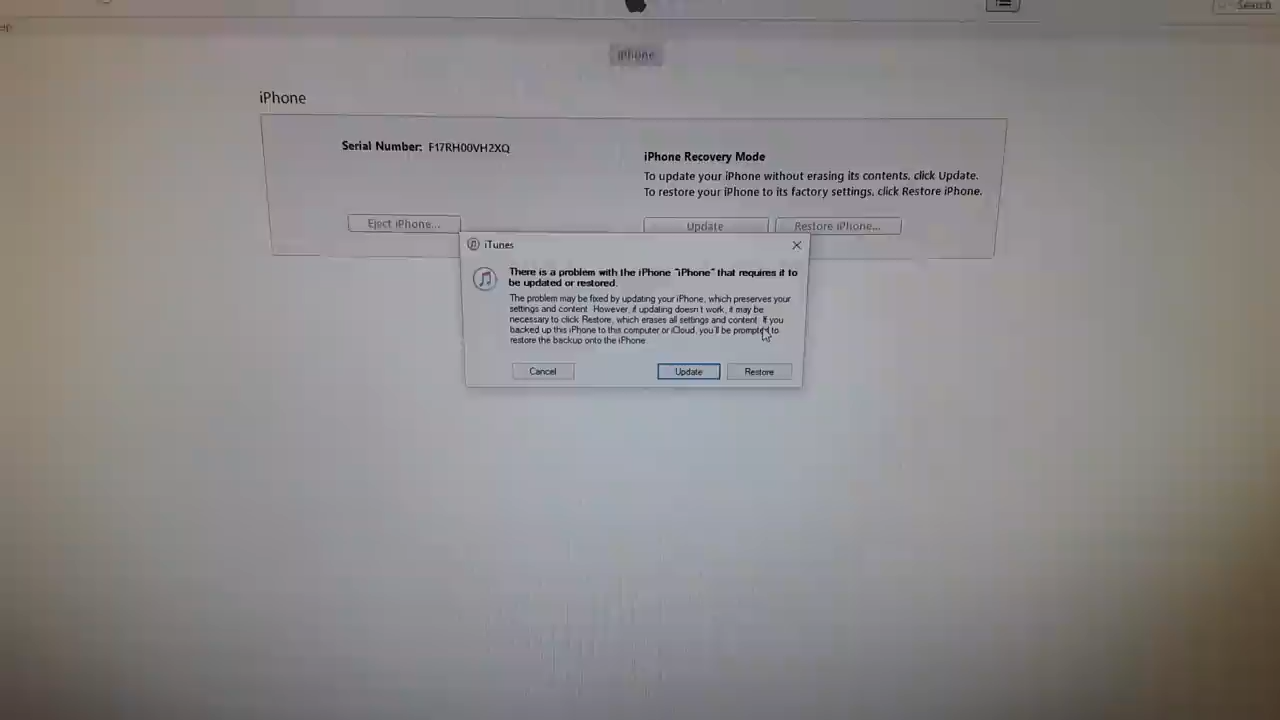 Search
iPhone
iPhone
Serial Number: F17RH00VH2XQ
iPhone Recovery Mode
To update your iPhone without erasing its contents, click Update.
To restore your iPhone to its factory settings, click Restore iPhone.
Eject iPhone...
Update
Restore iPhone...
iTunes
There is a problem with the iPhone "iPhone" that requires it to
be updated or restored.
The problem may be fixed by updating your iPhone, which preserves your
settings and content. However, if updating doesn't work, it may be
necessary to click Restore, which erases all settings and content. If you
backed up this iPhone to this computer or iCloud, you'll be prompted to
restore the backup onto the iPhone.
Cancel
Update
Restore